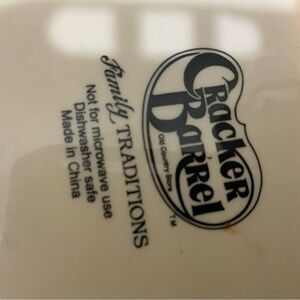 Cracker
Barrel
Old Country Store
TM
Family TRADITIONS
Not for microwave use
Dishwasher safe
Made in China